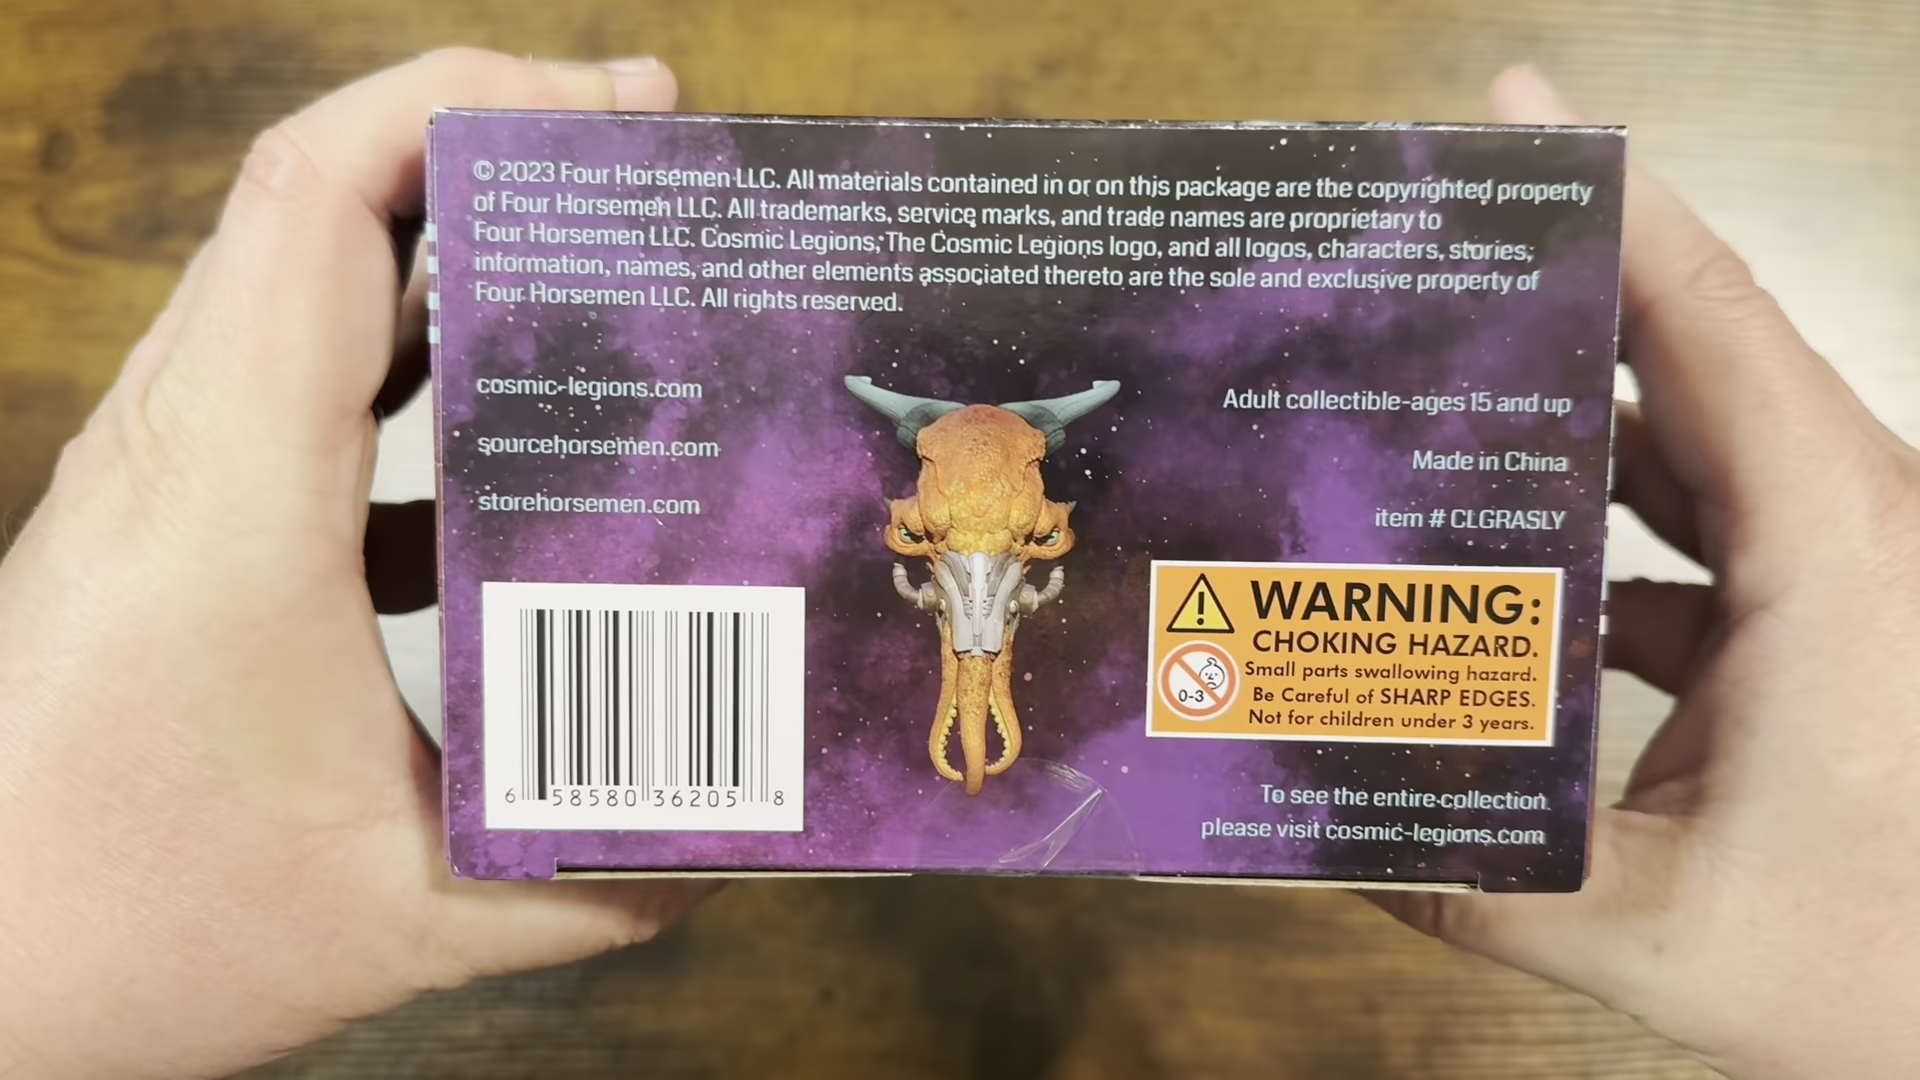 © 2023 Four Horsemen LLC. All materials contained in or on this package are the copyrighted property
of Four Horsemen LLC. All trademarks, service marks, and trade names are proprietary to
Four Horsemen LLC. Cosmic Legions, The Cosmic Legions logo, and all logos, characters, stories,
information, names, and other elements associated thereto are the sole and exclusive property of
Four Horsemen LLC. All rights reserved.
cosmic-legions.com
sourcehorsemen.com
storehorsemen.com
Adult collectible-ages 15 and up
Made in China
item # CLGRASLY
6 58580 36205 8
WARNING:
CHOKING HAZARD.
Small parts swallowing hazard.
Be Careful of SHARP EDGES.
Not for children under 3 years.
0-3
To see the entire collection
please visit cosmic-legions.com